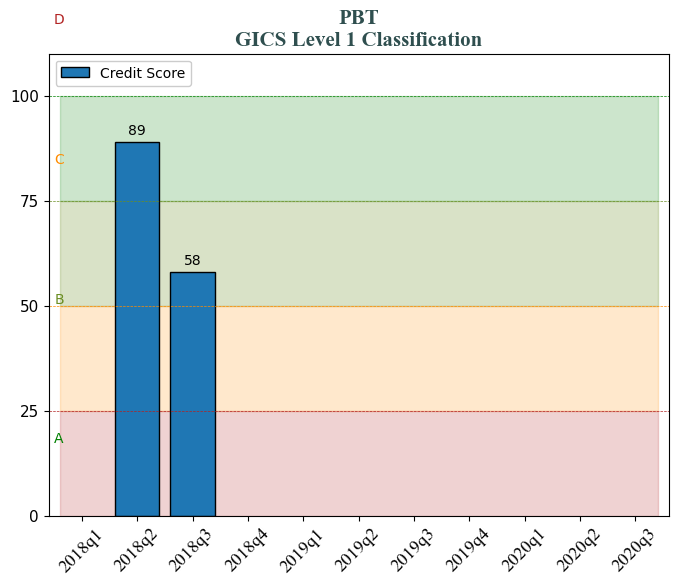 D
PBT
GICS Level 1 Classification
Credit Score
100
89
C
75
58
B
50
25
A
0
2018q1 2018q2 2018q3 2018q4 2019q1 2019q2 2019q3 2019q4 2020q1 2020q2 2020q3